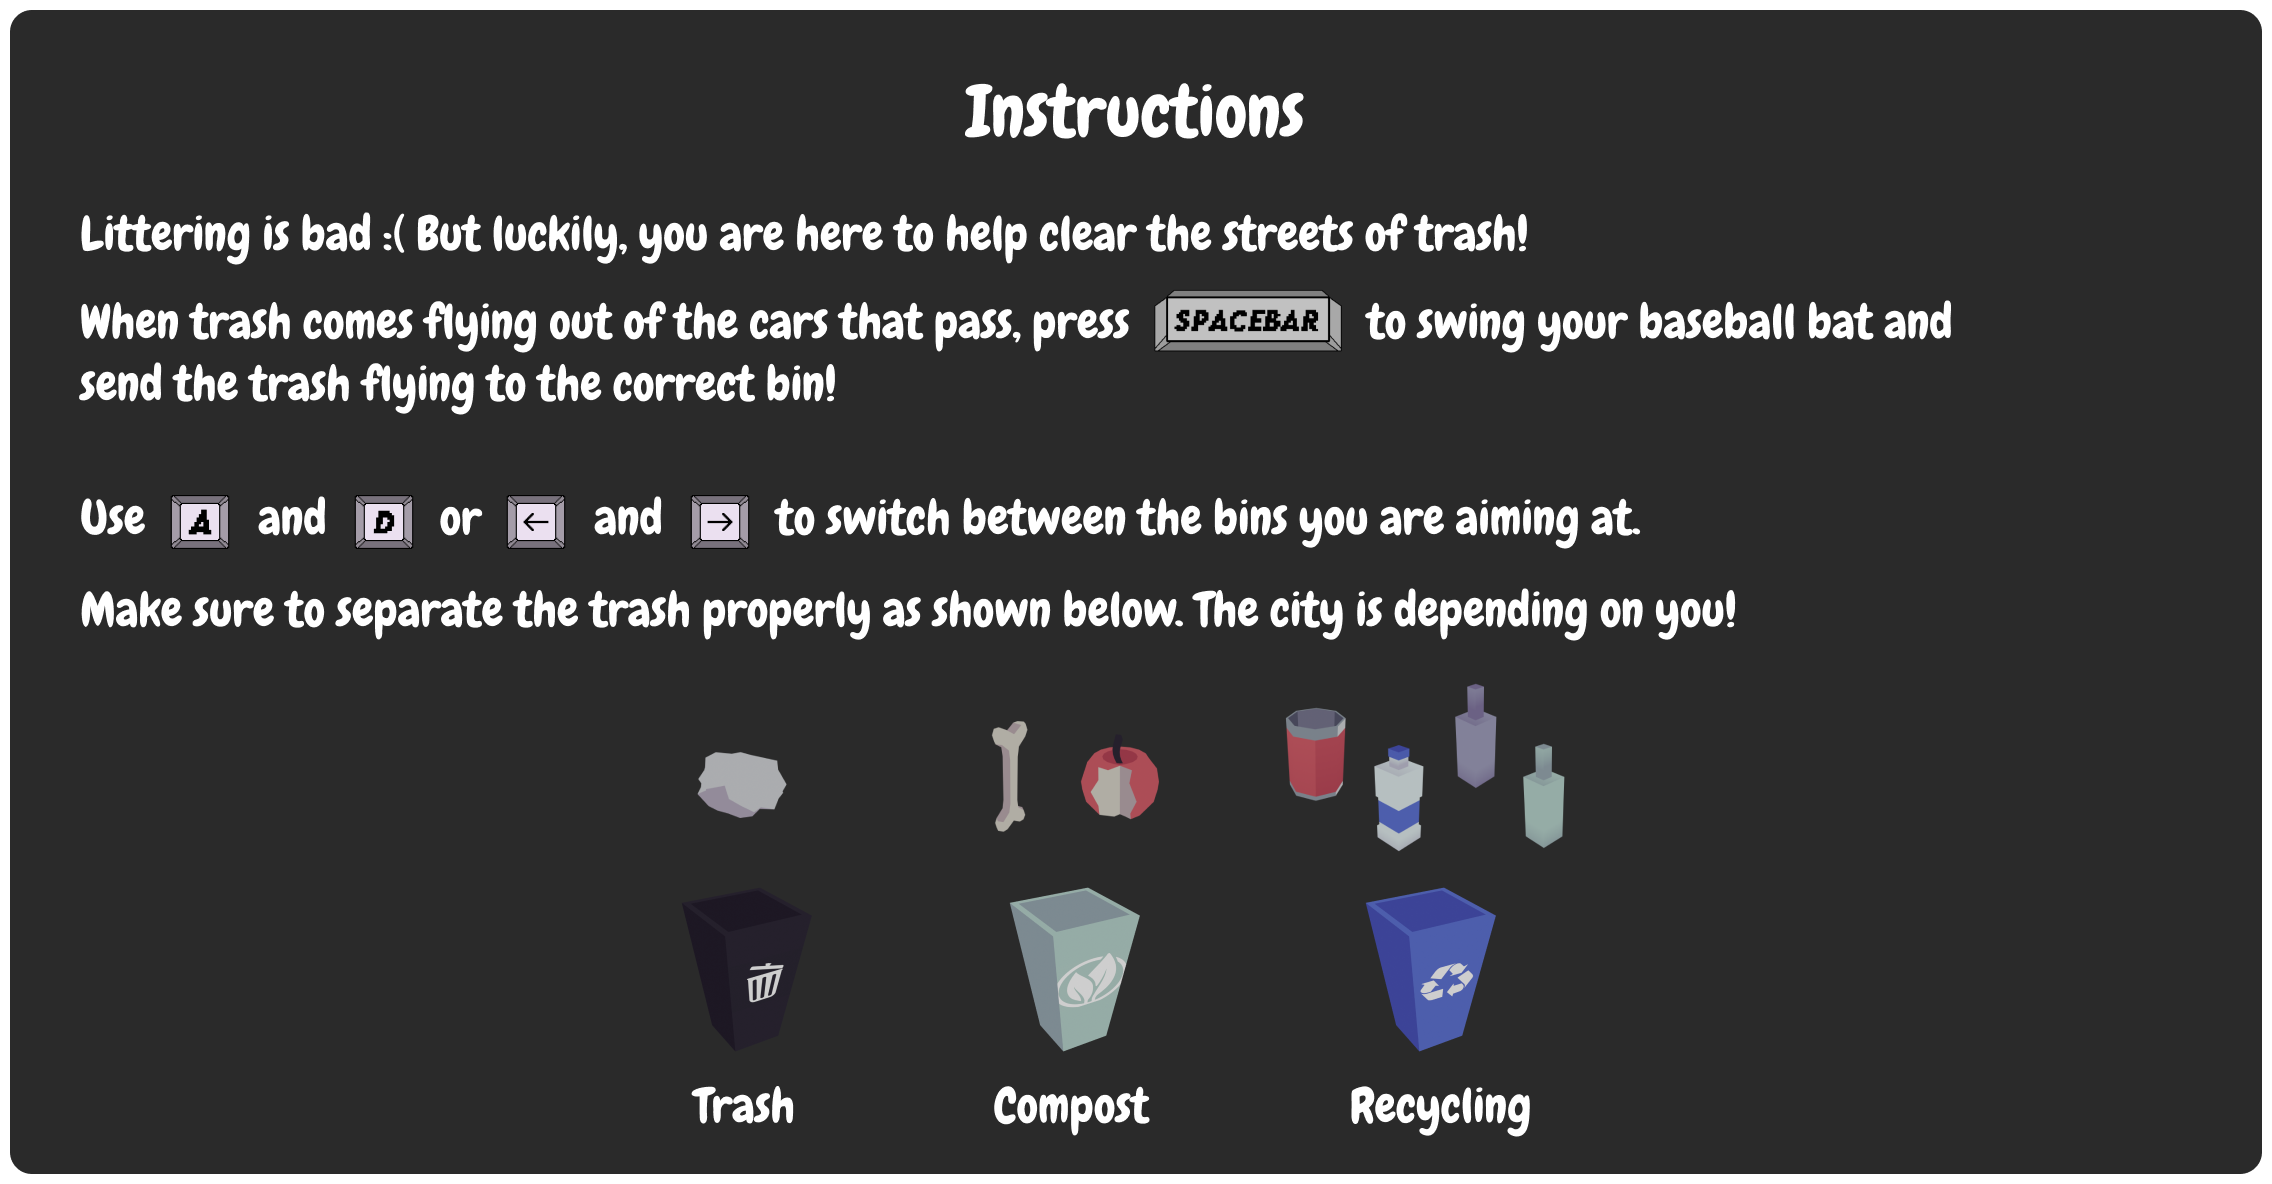 Instructions
Littering is bad :( But luckily, you are here to help clear the streets of trash!
When trash comes flying out of the cars that pass, press SPACEBAR to swing your baseball bat and
send the trash flying to the correct bin!
Use A and D or ← and → to switch between the bins you are aiming at.
Make sure to separate the trash properly as shown below. The city is depending on you!
Trash Compost Recycling